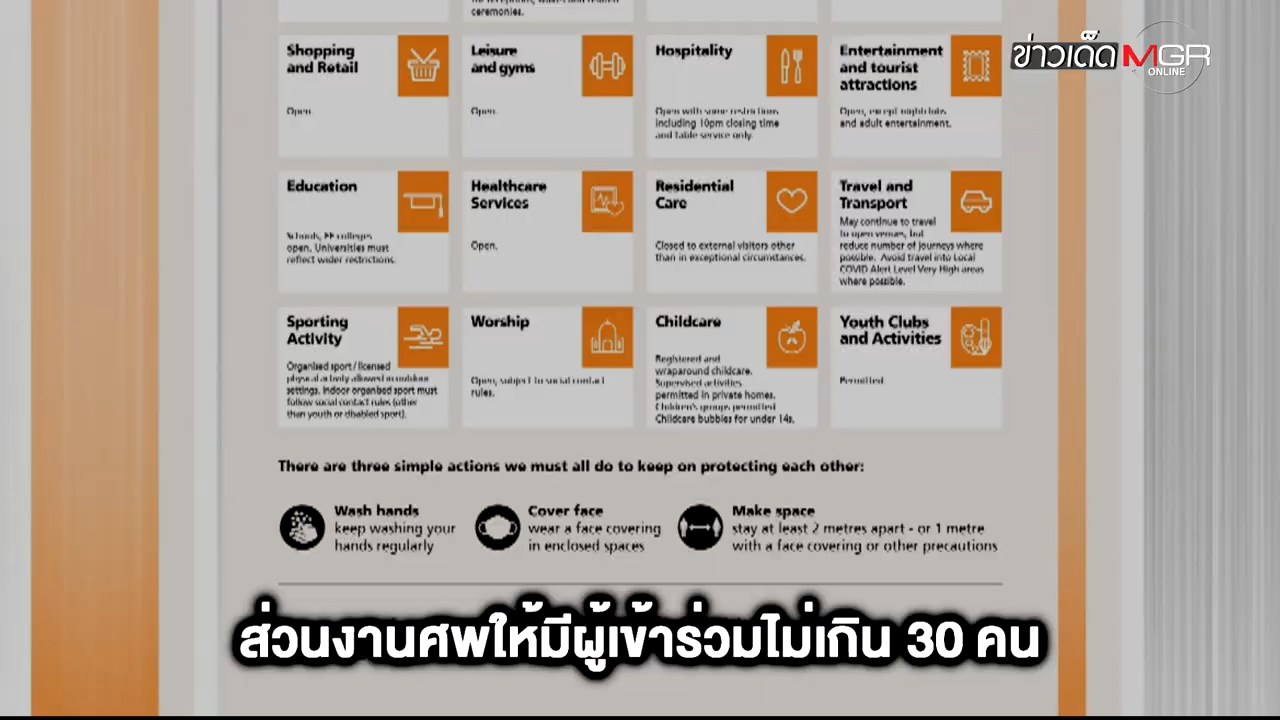 ceremonies.
ข่าวเด็ด MGR
ONLINE
Shopping
and Retail
Open.
Leisure
and gyms
Open.
Hospitality
Open with some restrictions
including 10pm closing time
and table service only.
Entertainment
and tourist
attractions
Open, except nightclubs
and adult entertainment.
Education
Schools, FE colleges
open. Universities must
reflect wider restrictions.
Healthcare
Services
Open.
Residential
Care
Closed to external visitors other
than in exceptional circumstances.
Travel and
Transport
May continue to travel
to open venues, but
reduce number of journeys where
possible. Avoid travel into Local
COVID Alert Level Very High areas
where possible.
Sporting
Activity
Organised sport / licensed
physical activity allowed in outdoor
settings. Indoor organised sport must
follow social contact rules (other
than youth or disabled sport).
Worship
Open, subject to social contact
rules.
Childcare
Registered and
wraparound childcare.
Supervised activities
permitted in private homes.
Children's groups permitted.
Childcare bubbles for under 14s.
Youth Clubs
and Activities
Permitted.
There are three simple actions we must all do to keep on protecting each other:
Wash hands
keep washing your
hands regularly
Cover face
wear a face covering
in enclosed spaces
Make space
stay at least 2 metres apart - or 1 metre
with a face covering or other precautions
ส่วนงานศพให้มีผู้เข้าร่วมไม่เกิน 30 คน